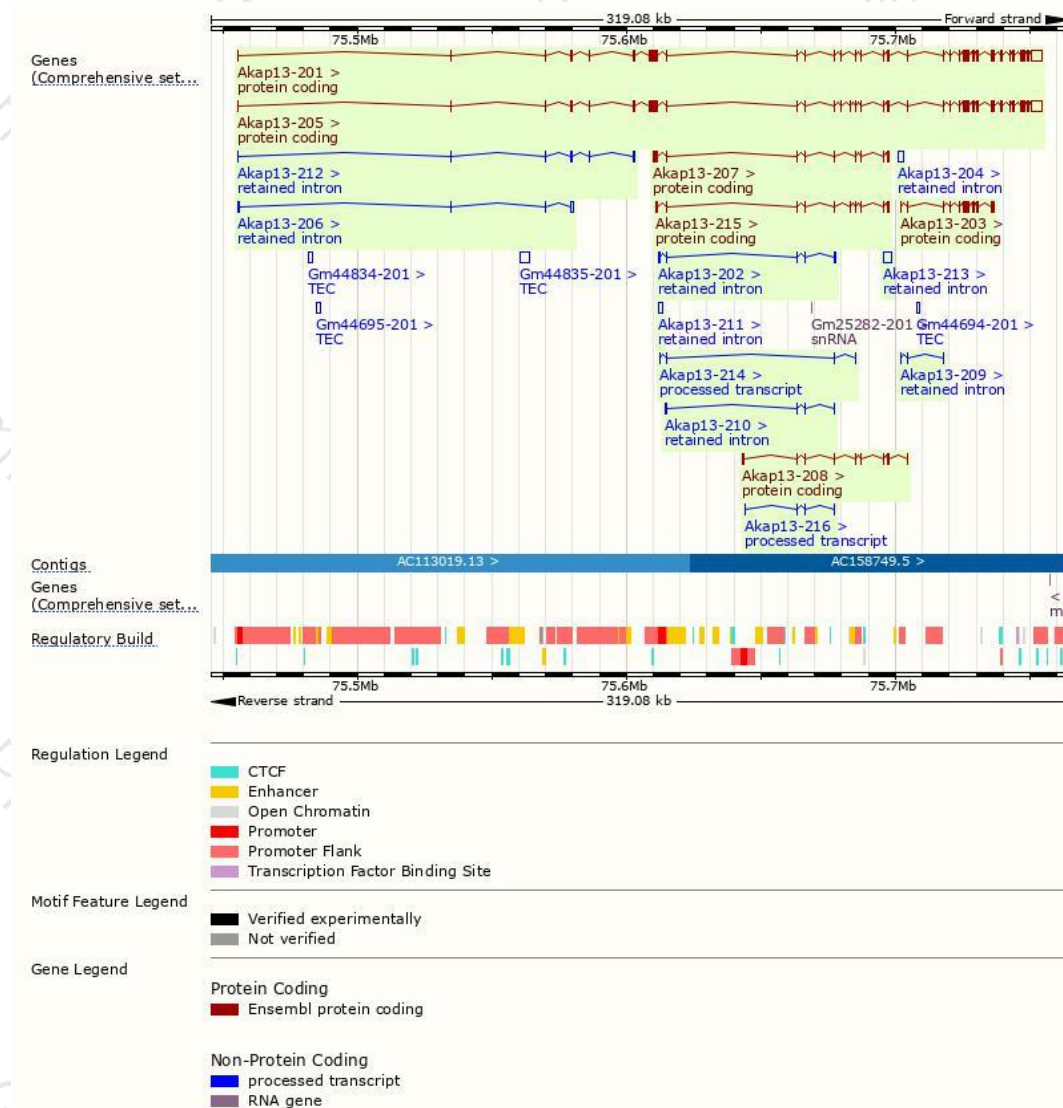 319.08 kb Forward strand
75.5Mb 75.6Mb 75.7Mb
Genes
(Comprehensive set...
Akap13-201 >
protein coding
Akap13-205 >
protein coding
Akap13-212 > Akap13-207 > Akap13-204 >
retained intron protein coding retained intron
Akap13-206 > Akap13-215 > Akap13-203 >
retained intron protein coding protein coding
Gm44834-201 > Gm44835-201 > Akap13-202 > Akap13-213 >
TEC TEC retained intron retained intron
Gm44695-201 > Akap13-211 > Gm25282-201 Gm44694-201 >
TEC retained intron snRNA TEC
Akap13-214 > Akap13-209 >
processed transcript retained intron
Akap13-210 >
retained intron
Akap13-208 >
protein coding
Akap13-216 >
processed transcript
Contigs AC113019.13 > AC158749.5 >
Genes
(Comprehensive set... <
m
Regulatory Build
75.5Mb 75.6Mb 75.7Mb
Reverse strand 319.08 kb
Regulation Legend
CTCF
Enhancer
Open Chromatin
Promoter
Promoter Flank
Transcription Factor Binding Site
Motif Feature Legend
Verified experimentally
Not verified
Gene Legend
Protein Coding
Ensembl protein coding
Non-Protein Coding
processed transcript
RNA gene